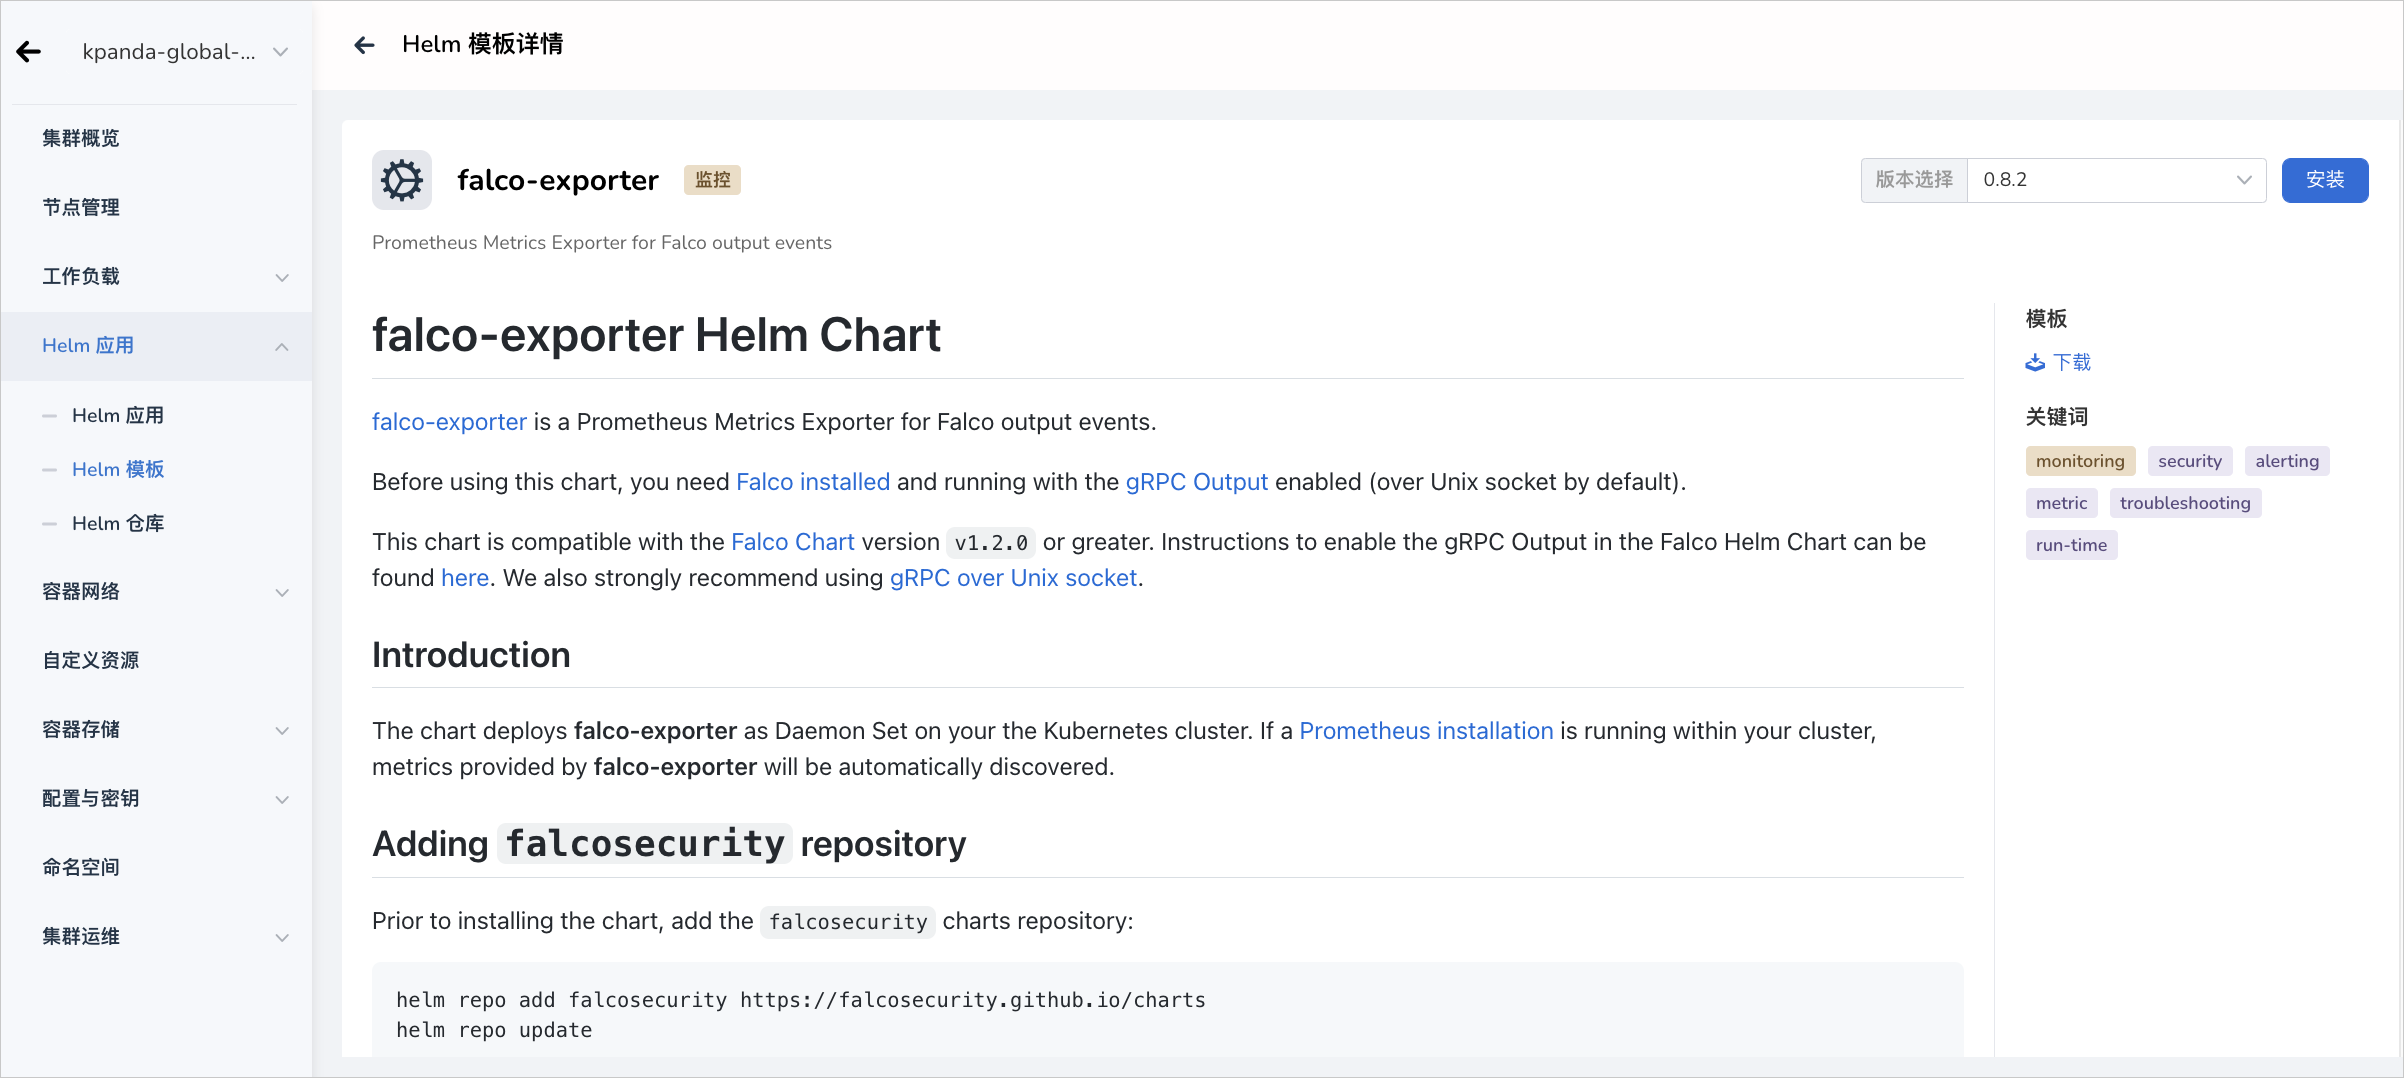 kpanda-global-...
集群概览
节点管理
工作负载
Helm 应用
Helm 应用
Helm 模板
Helm 仓库
容器网络
自定义资源
容器存储
配置与密钥
命名空间
集群运维
Helm 模板详情
falco-exporter 监控
版本选择 0.8.2 安装
Prometheus Metrics Exporter for Falco output events
falco-exporter Helm Chart
falco-exporter is a Prometheus Metrics Exporter for Falco output events.
Before using this chart, you need Falco installed and running with the gRPC Output enabled (over Unix socket by default).
This chart is compatible with the Falco Chart version v1.2.0 or greater. Instructions to enable the gRPC Output in the Falco Helm Chart can be
found here. We also strongly recommend using gRPC over Unix socket.
Introduction
The chart deploys falco-exporter as Daemon Set on your the Kubernetes cluster. If a Prometheus installation is running within your cluster,
metrics provided by falco-exporter will be automatically discovered.
Adding falcosecurity repository
Prior to installing the chart, add the falcosecurity charts repository:
helm repo add falcosecurity https://falcosecurity.github.io/charts
helm repo update
模板
下载
关键词
monitoring security alerting
metric troubleshooting
run-time